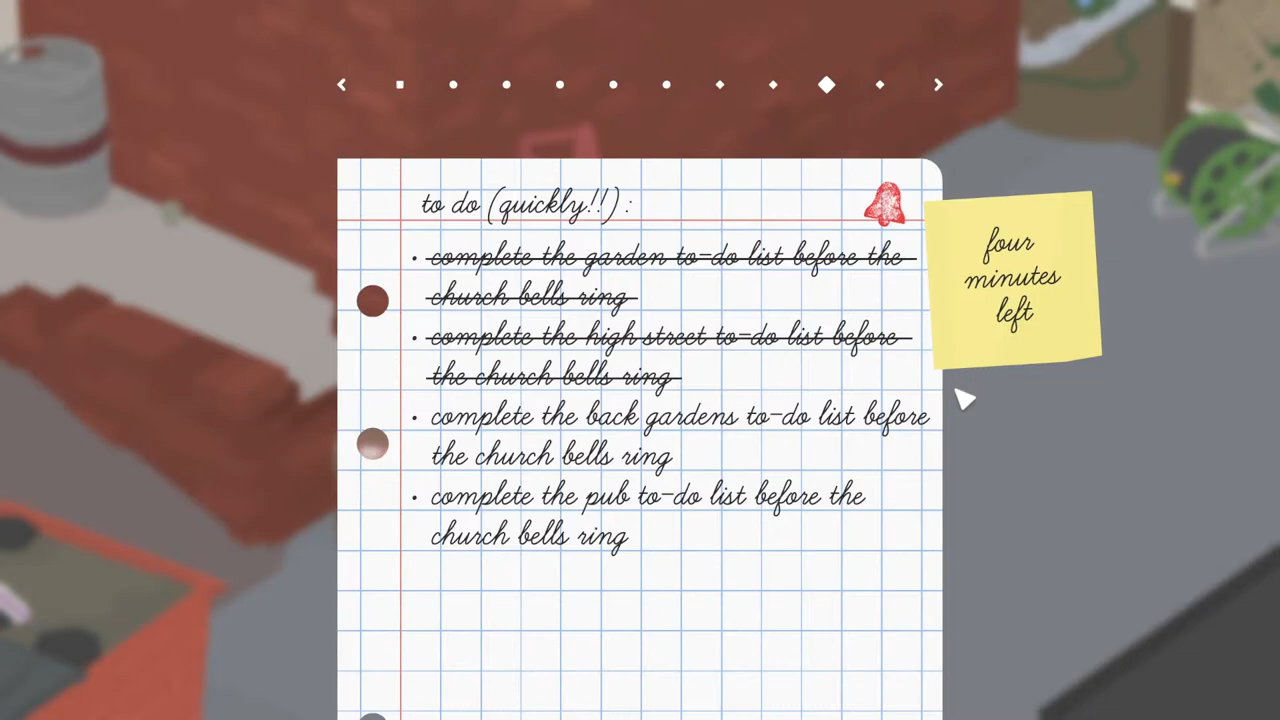 to do (quickly!!) :
• complete the garden to-do list before the
church bells ring
• complete the high street to-do list before
the church bells ring
• complete the back gardens to-do list before
the church bells ring
• complete the pub to-do list before the
church bells ring
four
minutes
left